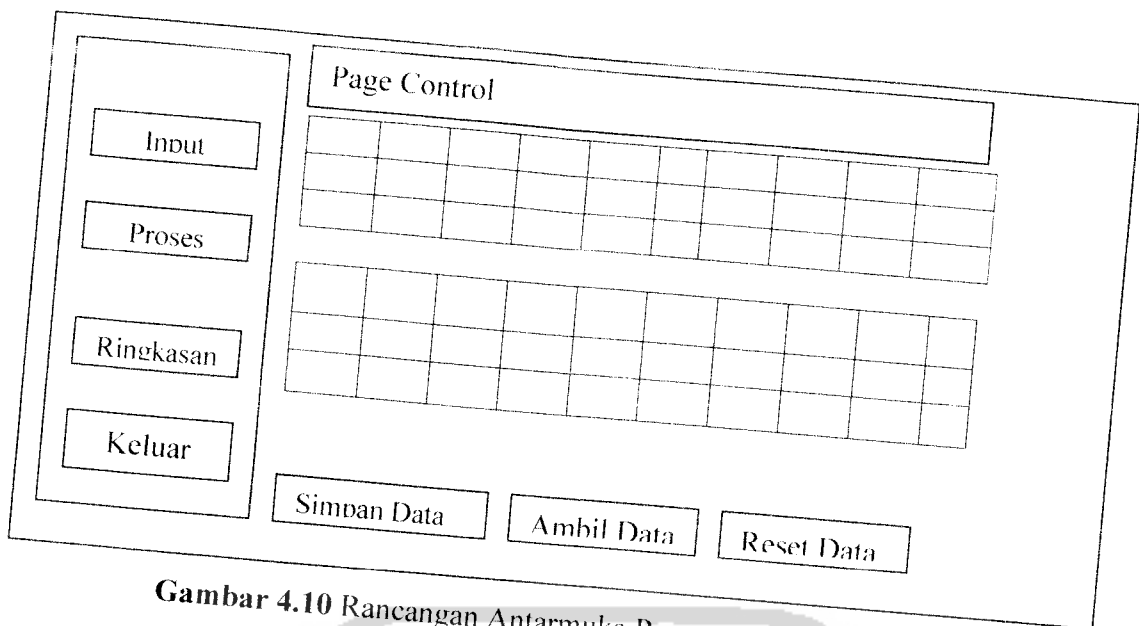 Page Control
Input
Proses
Ringkasan
Keluar
Simpan Data
Ambil Data
Reset Data
Gambar 4.10 Rancangan Antarmuka